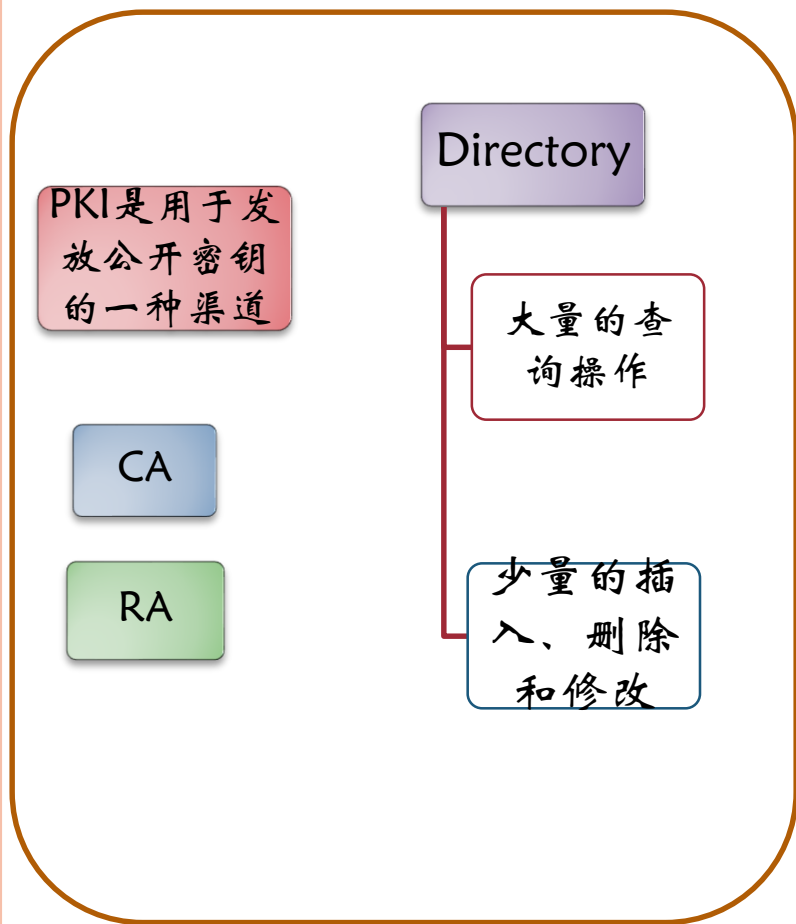 PKI是用于发
放公开密钥
的一种渠道
CA
RA
Directory
大量的查
询操作
少量的插
入、删除
和修改